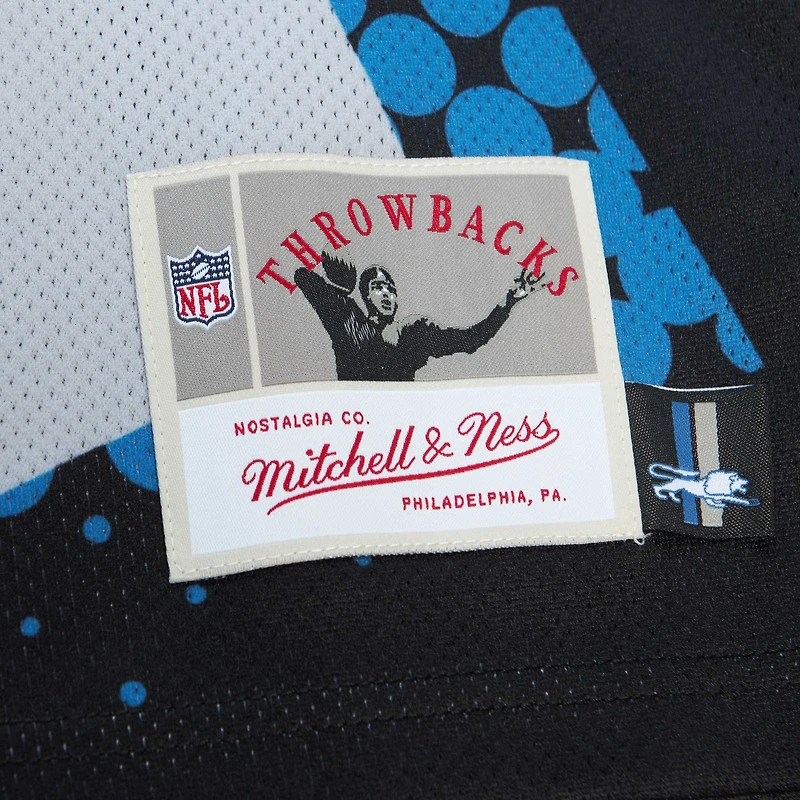 THROWBACKS
NFL
NOSTALGIA CO.
Mitchell & Ness
PHILADELPHIA, PA.